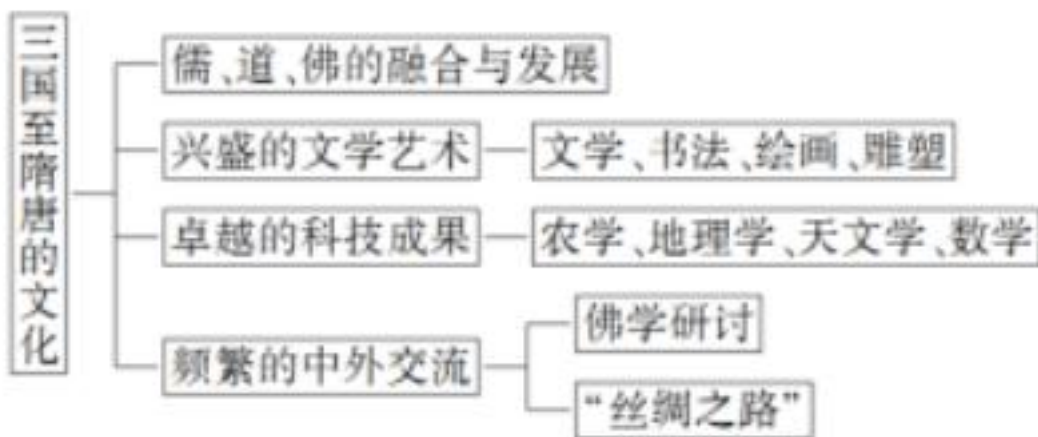 三国至隋唐的文化
儒、道、佛的融合与发展
兴盛的文学艺术
文学、书法、绘画、雕塑
卓越的科技成果
农学、地理学、天文学、数学
频繁的中外交流
佛学研讨
“丝绸之路”